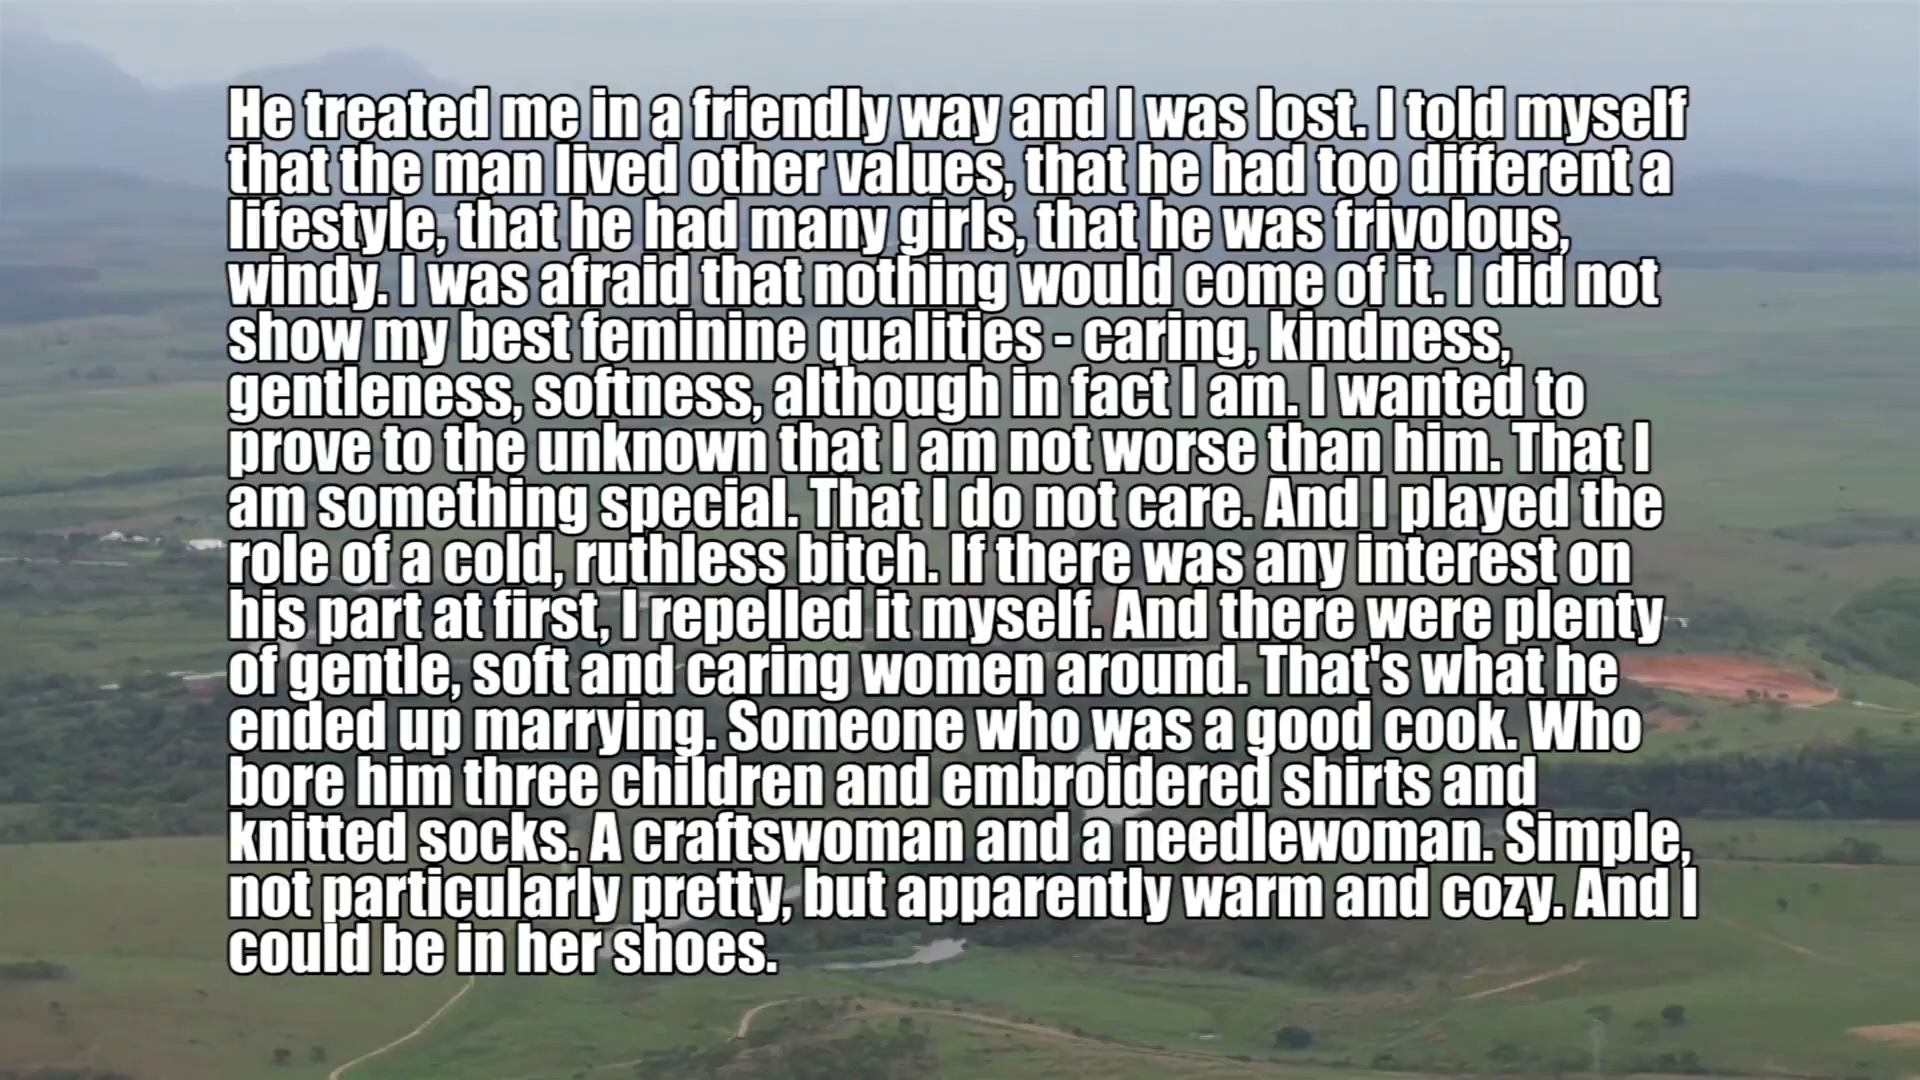 He treated me in a friendly way and I was lost. I told myself
that the man lived other values, that he had too different a
lifestyle, that he had many girls, that he was frivolous,
windy. I was afraid that nothing would come of it. I did not
show my best feminine qualities - caring, kindness,
gentleness, softness, although in fact I am. I wanted to
prove to the unknown that I am not worse than him. That I
am something special. That I do not care. And I played the
role of a cold, ruthless bitch. If there was any interest on
his part at first, I repelled it myself. And there were plenty
of gentle, soft and caring women around. That's what he
ended up marrying. Someone who was a good cook. Who
bore him three children and embroidered shirts and
knitted socks. A craftswoman and a needlewoman. Simple,
not particularly pretty, but apparently warm and cozy. And I
could be in her shoes.